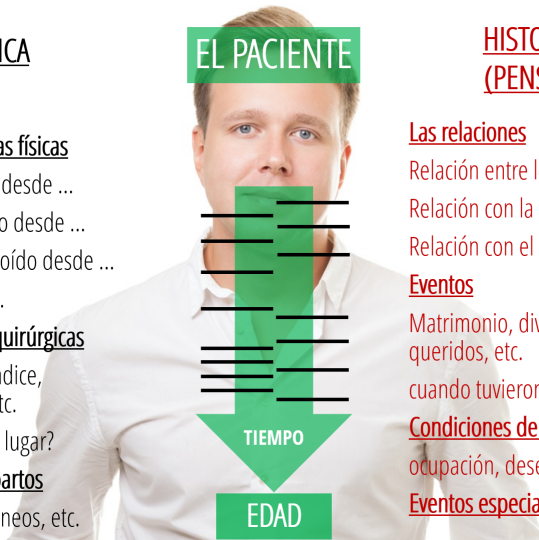 EL PACIENTE
ICA
as físicas
desde ...
o desde ...
oído desde ...
.
quirúrgicas
dice,
tc.
lugar?
partos
neos, etc.
TIEMPO
EDAD
HISTO
(PENS
Las relaciones
Relación entre l
Relación con la
Relación con el
Eventos
Matrimonio, div
queridos, etc.
cuando tuvieron
Condiciones de
ocupación, dese
Eventos especia